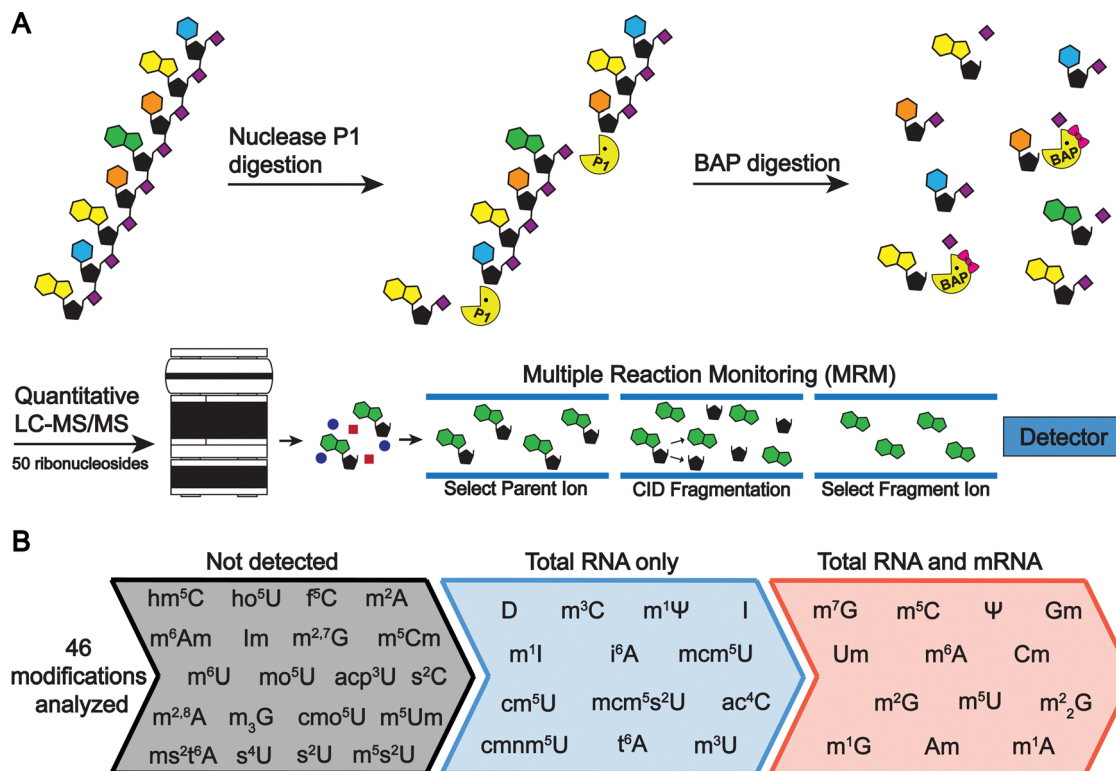 A
Nuclease P1
digestion
P1
P1
BAP digestion
BAP
BAP
Quantitative
LC-MS/MS
50 ribonucleosides
Multiple Reaction Monitoring (MRM)
Select Parent Ion
CID Fragmentation
Select Fragment Ion
Detector
B
Not detected
Total RNA only
Total RNA and mRNA
46
modifications
analyzed
hm⁵C ho⁵U f⁵C m²A
m⁶Am Im m²,⁷G m⁵Cm
m⁶U mo⁵U acp³U s²C
m²,⁸A m₃G cmo⁵U m⁵Um
ms²t⁶A s⁴U s²U m⁵s²U
D m³C m¹Ψ I
m¹I i⁶A mcm⁵U
cm⁵U mcm⁵s²U ac⁴C
cmnm⁵U t⁶A m³U
m⁷G m⁵C Ψ Gm
Um m⁶A Cm
m²G m⁵U m²₂G
m¹G Am m¹A